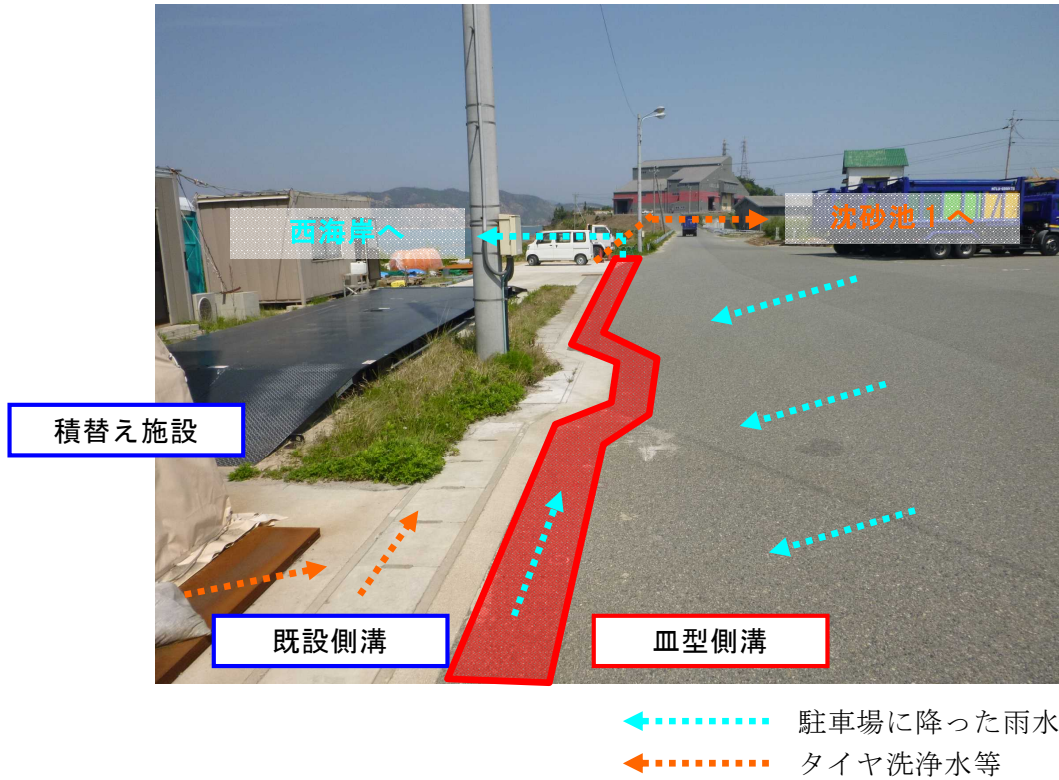 西海岸へ
沈砂池1へ
積替え施設
既設側溝
皿型側溝
駐車場に降った雨水
タイヤ洗浄水等